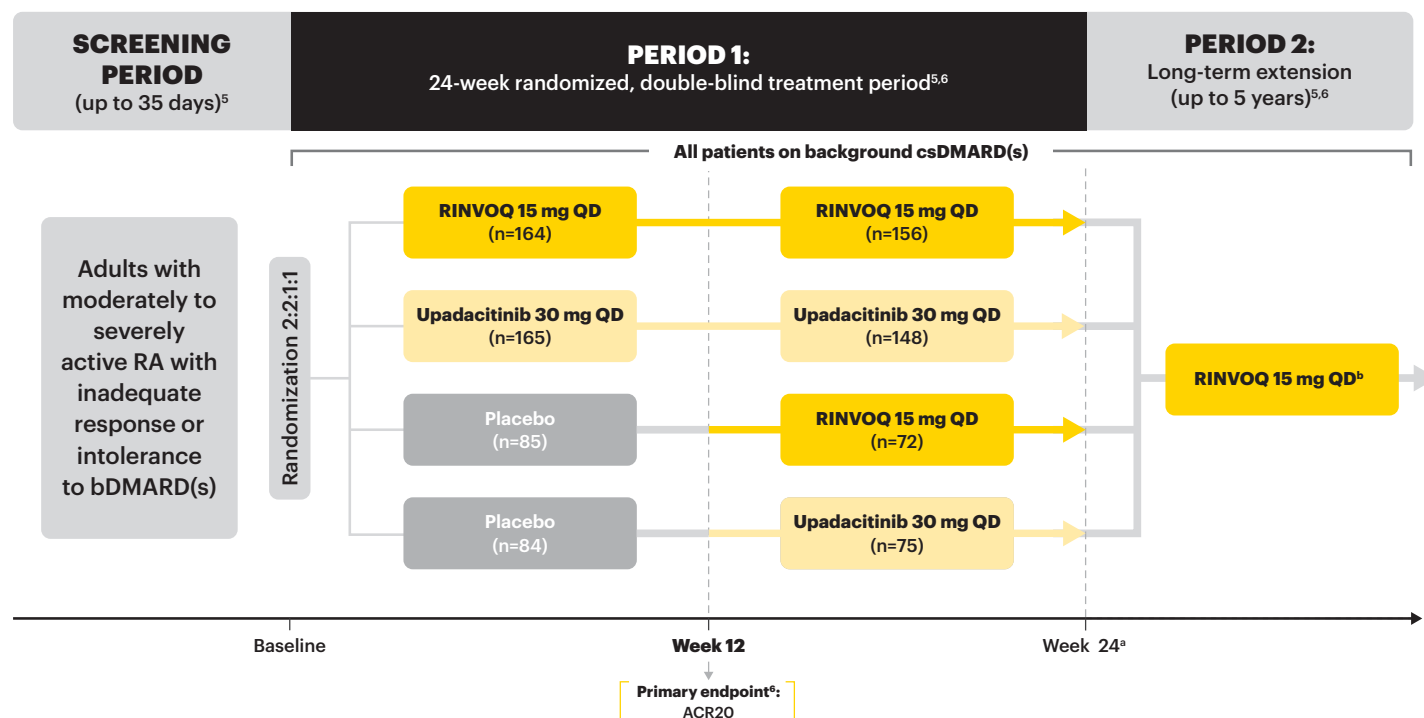 SCREENING
PERIOD
(up to 35 days)⁵
PERIOD 1:
24-week randomized, double-blind treatment period⁵,⁶
PERIOD 2:
Long-term extension
(up to 5 years)⁵,⁶
All patients on background csDMARD(s)
Adults with
moderately to
severely
active RA with
inadequate
response or
intolerance
to bDMARD(s)
Randomization 2:2:1:1
RINVOQ 15 mg QD
(n=164)
RINVOQ 15 mg QD
(n=156)
Upadacitinib 30 mg QD
(n=165)
Upadacitinib 30 mg QD
(n=148)
Placebo
(n=85)
RINVOQ 15 mg QD
(n=72)
Placebo
(n=84)
Upadacitinib 30 mg QD
(n=75)
RINVOQ 15 mg QDᵇ
Baseline
Week 12
Week 24ᵃ
Primary endpoint⁶:
ACR20